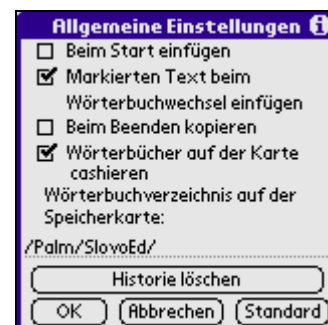 Allgemeine Einstellungen
Beim Start einfügen
Markierten Text beim
Wörterbuchwechsel einfügen
Beim Beenden kopieren
Wörterbücher auf der Karte
cashieren
Wörterbuchverzeichnis auf der
Speicherkarte:
/Palm/SlovoEd/
Historie löschen
OK Abbrechen Standard